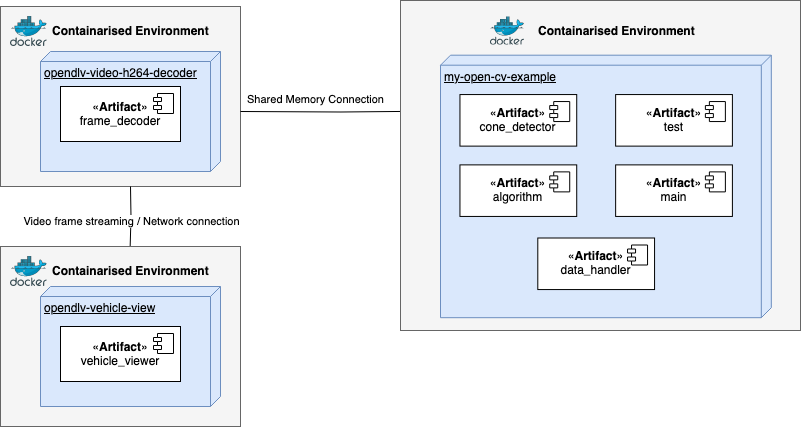 docker
Containarised Environment
opendlv-video-h264-decoder
«Artifact»
frame_decoder
Shared Memory Connection
docker
Containarised Environment
my-open-cv-example
«Artifact»
cone_detector
«Artifact»
test
«Artifact»
algorithm
«Artifact»
main
«Artifact»
data_handler
Video frame streaming / Network connection
docker
Containarised Environment
opendlv-vehicle-view
«Artifact»
vehicle_viewer